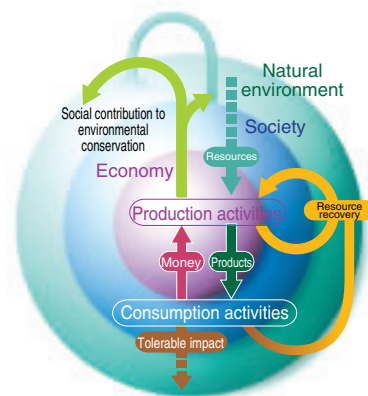 Natural
environment
Social contribution to
environmental
conservation
Society
Economy
Resources
Production activities
Resource
recovery
Money
Products
Consumption activities
Tolerable impact